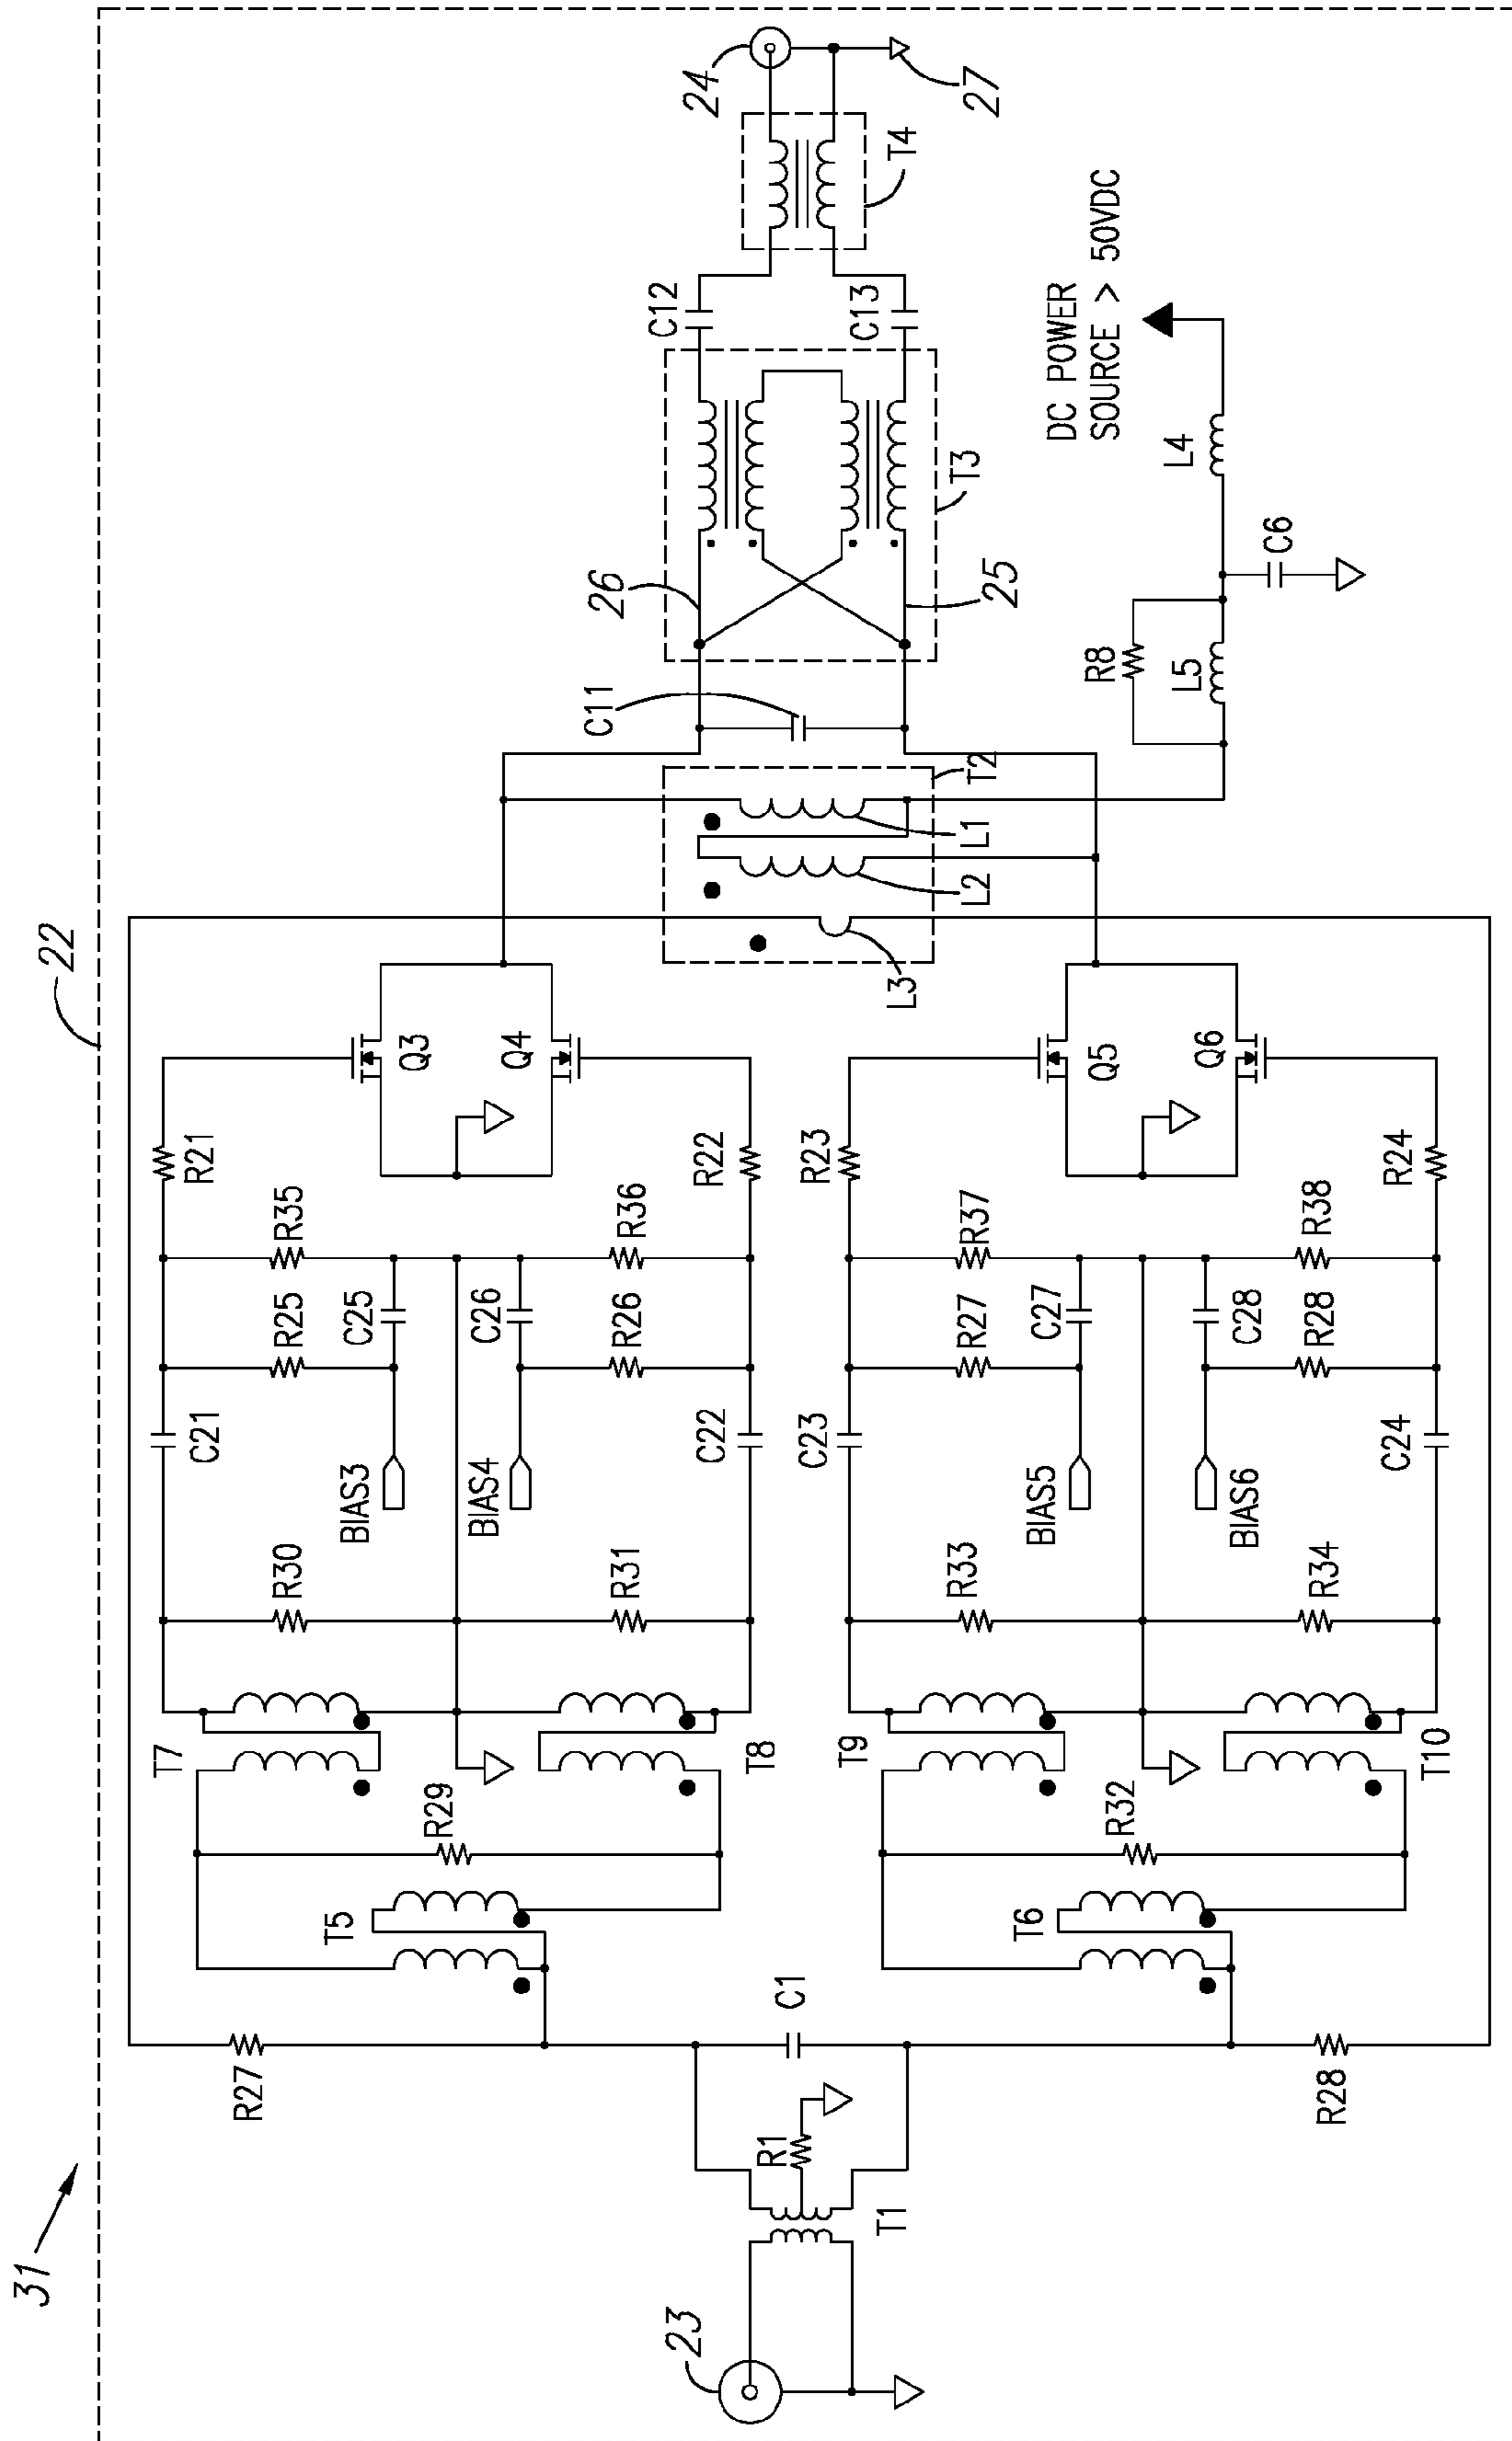 31
22
23
T1
R1
C1
R27
R28
T5
T6
R29
R32
T7
T8
T9
T10
R30
R31
R33
R34
BIAS3
BIAS4
BIAS5
BIAS6
C21
C22
C23
C24
R25
C25
C26
R26
R27
C27
C28
R28
R35
R36
R37
R38
R21
R22
R23
R24
Q3
Q4
Q5
Q6
L3
L2
L1
T2
C11
26
25
T3
R8
L5
C6
L4
DC POWER
SOURCE > 50VDC
C12
C13
T4
24
27